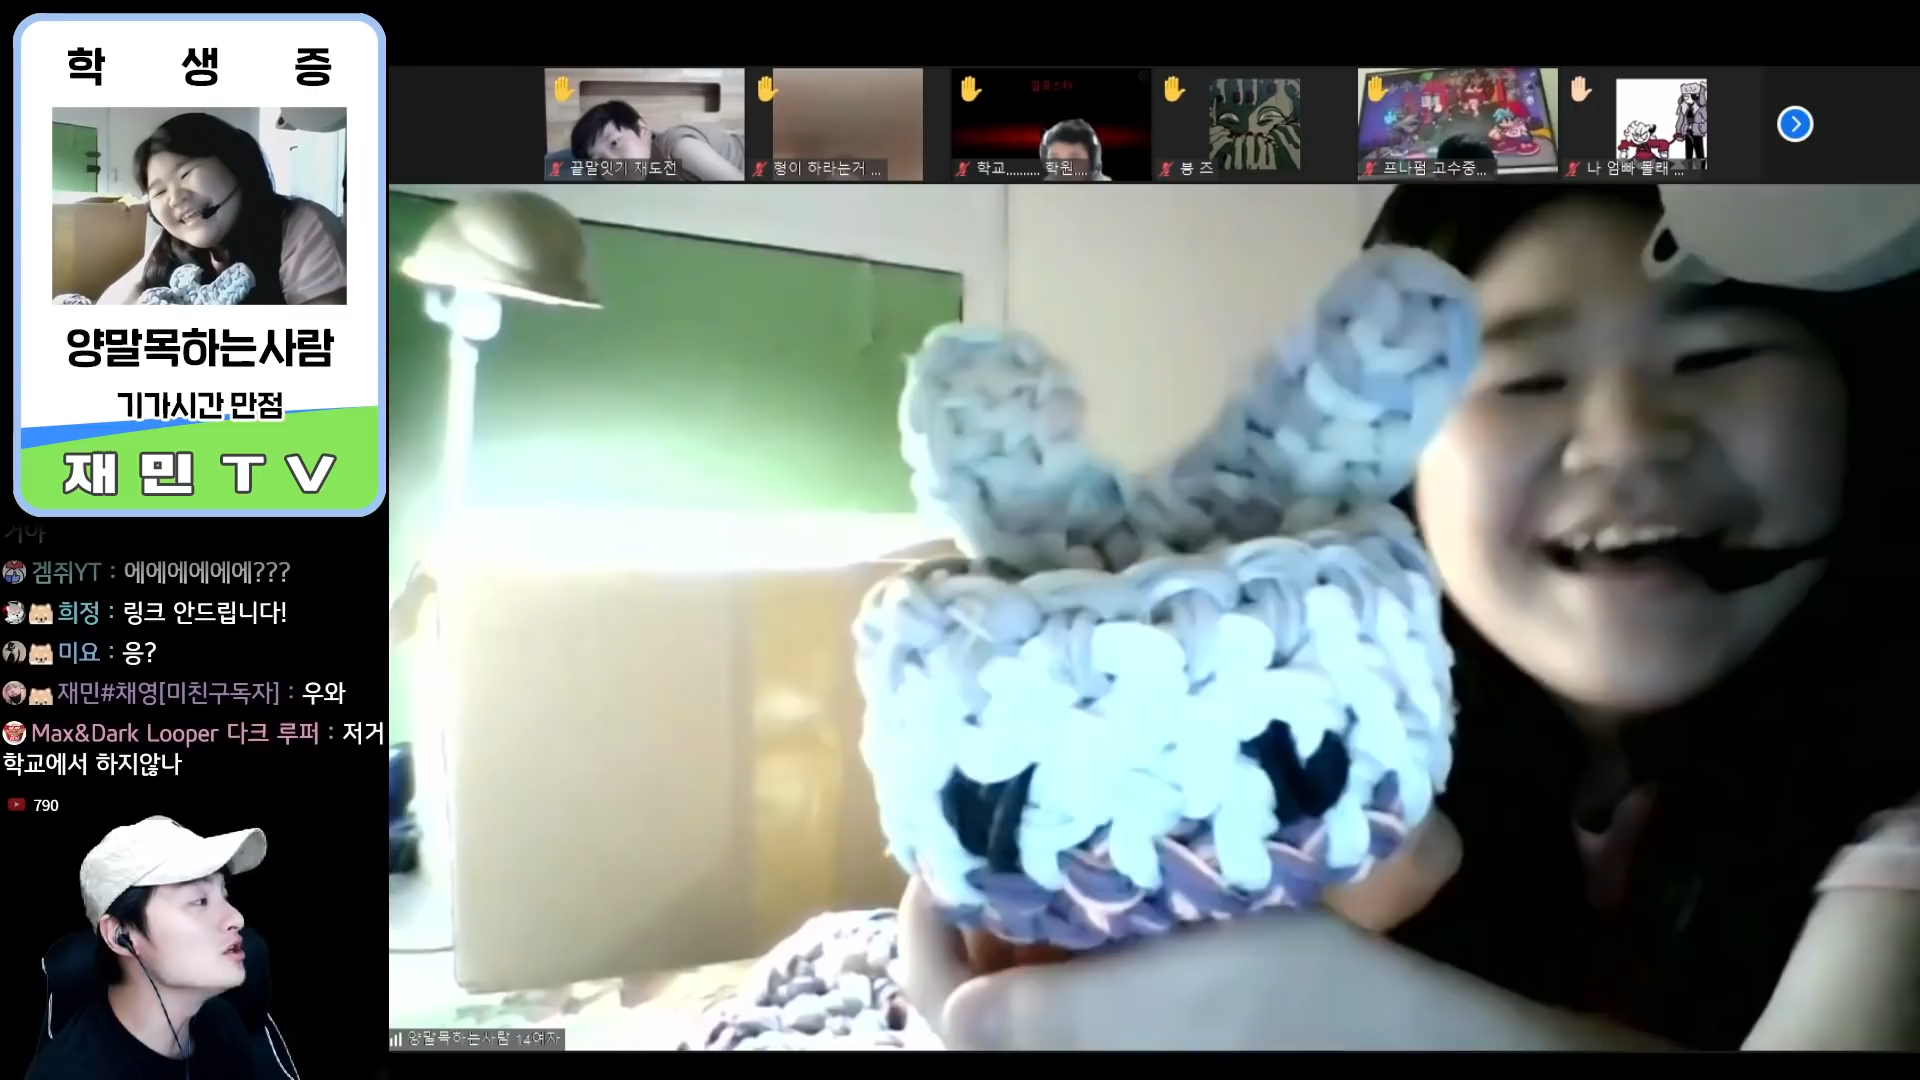 학 생 증
양말목하는사람
기가시간 만점
재 민 T V
거야
겜쥐YT : 에에에에에에???
희정 : 링크 안드립니다!
미요 : 응?
재민#채영[미친구독자] : 우와
Max&Dark Looper 다크 루퍼 : 저거
학교에서 하지않나
790
끝말잇기 재도전
형이 하라는거 ...
학교.......... 학원....
붕 즈
프나펌 고수중...
나 엄빠 몰래 ...
양말목하는사람 14여자